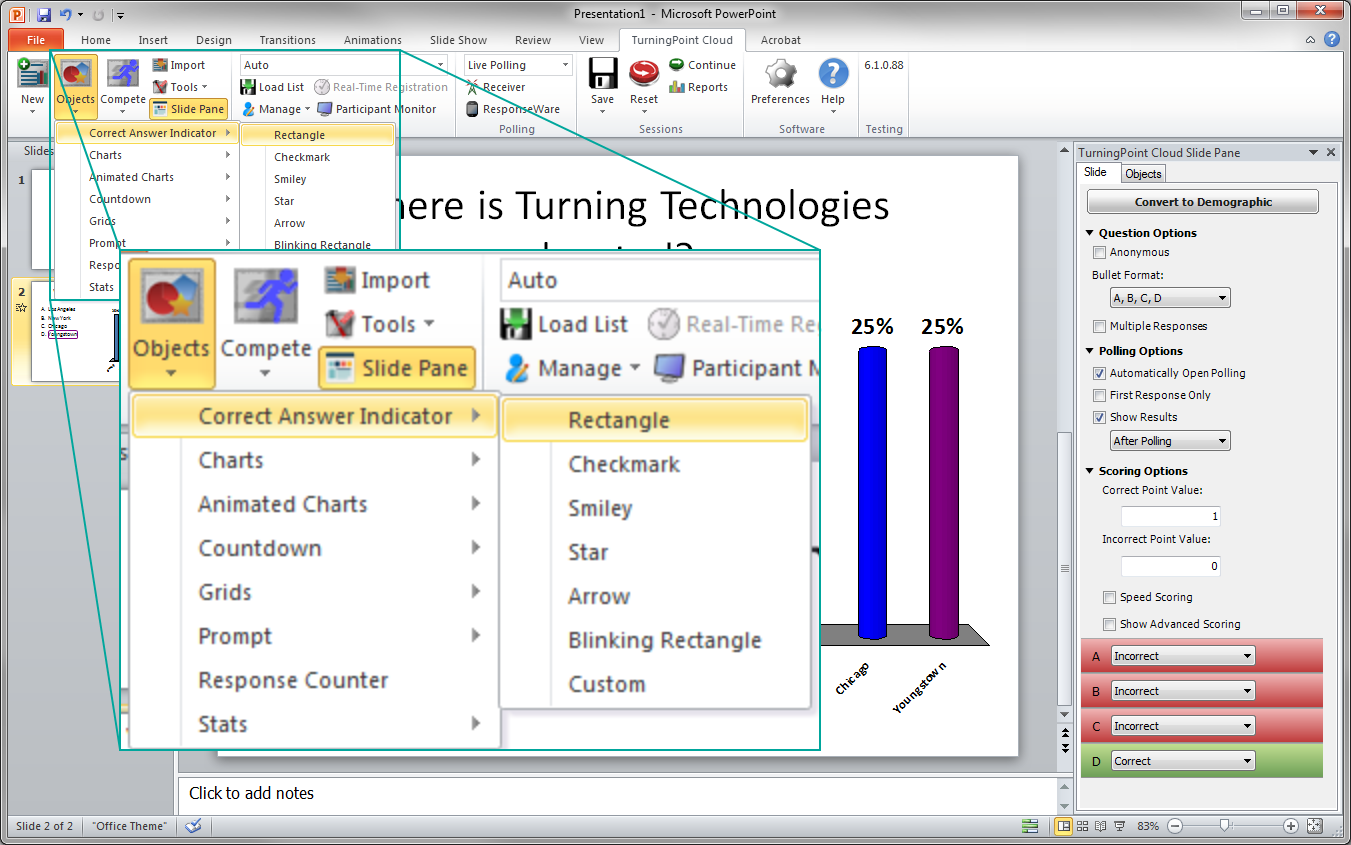 Presentation1 - Microsoft PowerPoint
File Home Insert Design Transitions Animations Slide Show Review View TurningPoint Cloud Acrobat
New Objects Compete Import Tools Slide Pane
Auto
Load List Real-Time Registration
Manage Participant Monitor
Live Polling
Receiver
ResponseWare
Polling
Save Reset Continue Reports
Sessions
Preferences Help
Software
6.1.0.88
Testing
Correct Answer Indicator
Charts
Animated Charts
Countdown
Grids
Prompt
Respo
Stats
Rectangle
Checkmark
Smiley
Star
Arrow
Blinking Rectangle
Slides
1
2
A. Los Angeles
B. New York
C. Chicago
D. Youngstown
here is Turning Technologies
Objects Compete Import
Tools
Slide Pane
Auto
Load List Real-Time Re
Manage Participant M
Correct Answer Indicator
Charts
Animated Charts
Countdown
Grids
Prompt
Response Counter
Stats
Rectangle
Checkmark
Smiley
Star
Arrow
Blinking Rectangle
Custom
25% 25%
Chicago
Youngstown
TurningPoint Cloud Slide Pane
Slide Objects
Convert to Demographic
Question Options
Anonymous
Bullet Format:
A, B, C, D
Multiple Responses
Polling Options
Automatically Open Polling
First Response Only
Show Results
After Polling
Scoring Options
Correct Point Value:
1
Incorrect Point Value:
0
Speed Scoring
Show Advanced Scoring
A Incorrect
B Incorrect
C Incorrect
D Correct
Click to add notes
Slide 2 of 2 "Office Theme" 83%